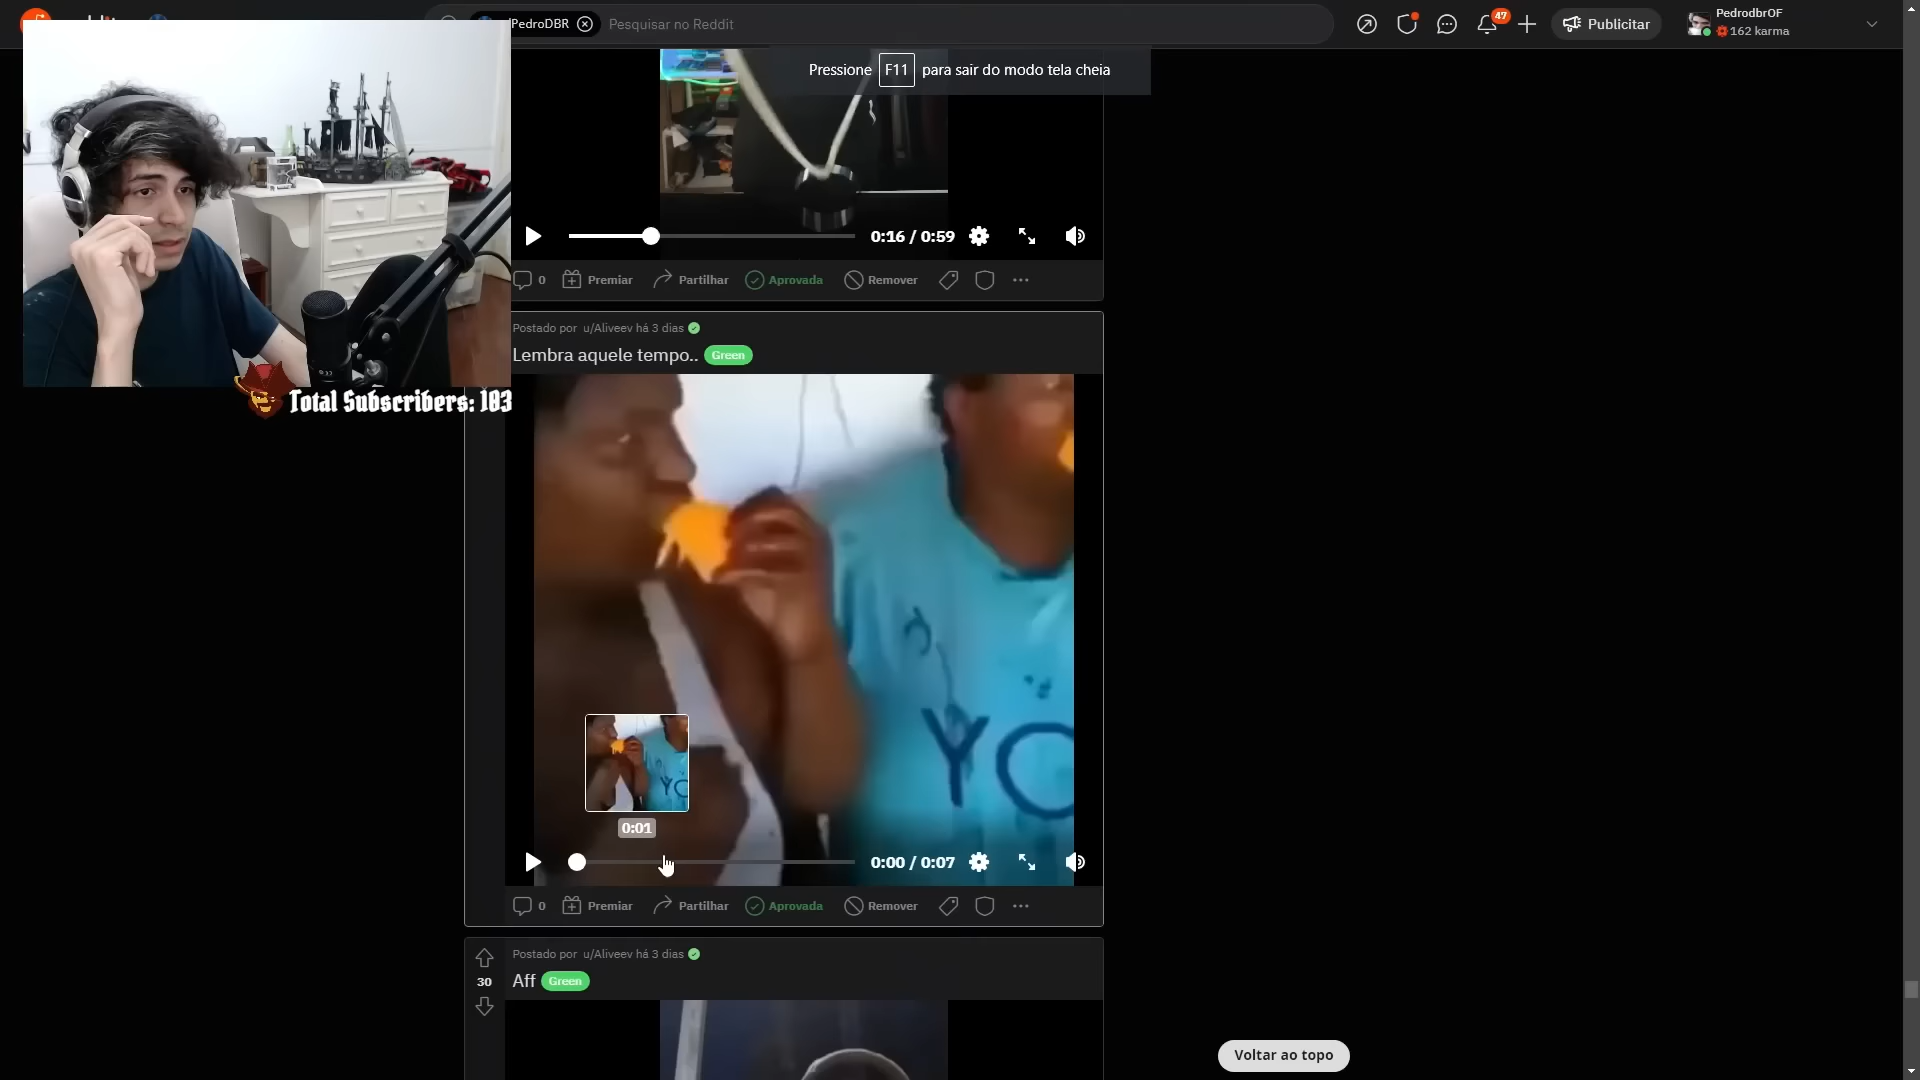 PedroDBR
Pesquisar no Reddit
47
Publicitar
PedrodbrOF
162 karma
Pressione F11 para sair do modo tela cheia
0:16 / 0:59
0 Premiar Partilhar Aprovada Remover
Total Subscribers: 183
Postado por u/Aliveev há 3 dias
Lembra aquele tempo.. Green
YO
YO
0:01
0:00 / 0:07
0 Premiar Partilhar Aprovada Remover
Postado por u/Aliveev há 3 dias
30
Aff Green
Voltar ao topo